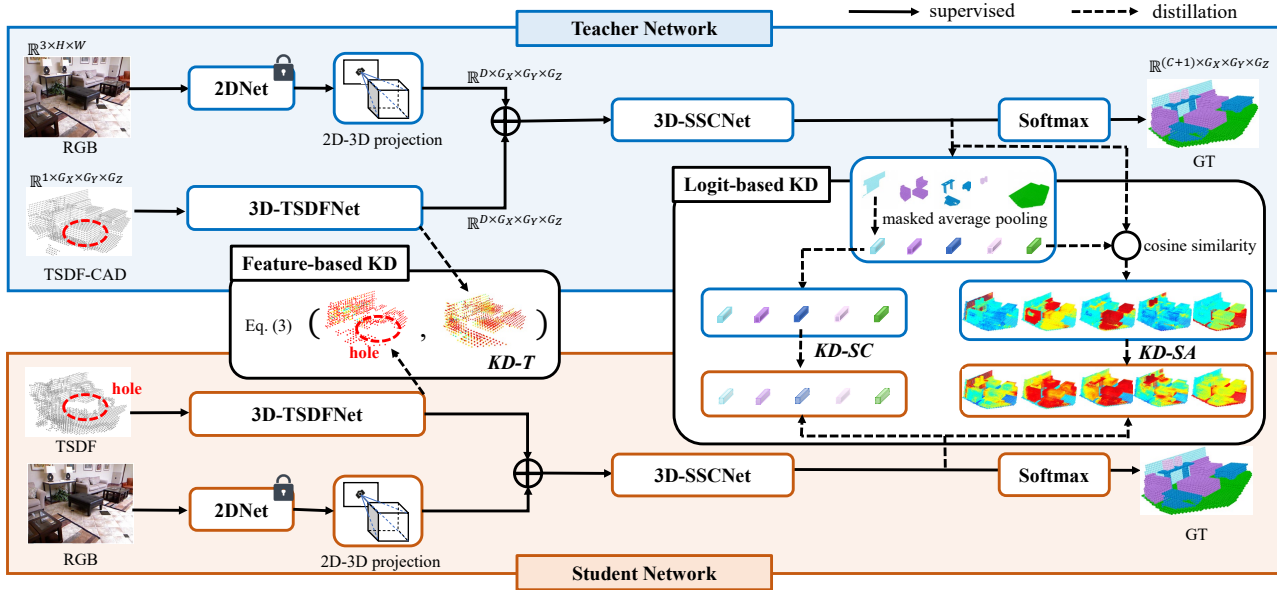 supervised
distillation
Teacher Network
ℝ^{3×H×W}
2DNet
2D-3D projection
RGB
ℝ^{D×G_X×G_Y×G_Z}
3D-SSCNet
Softmax
ℝ^{(C+1)×G_X×G_Y×G_Z}
GT
ℝ^{1×G_X×G_Y×G_Z}
3D-TSDFNet
ℝ^{D×G_X×G_Y×G_Z}
TSDF-CAD
Logit-based KD
masked average pooling
cosine similarity
Feature-based KD
Eq. (3) ( , )
hole
KD-T
KD-SC
KD-SA
hole
TSDF
3D-TSDFNet
3D-SSCNet
Softmax
GT
2DNet
RGB
2D-3D projection
Student Network